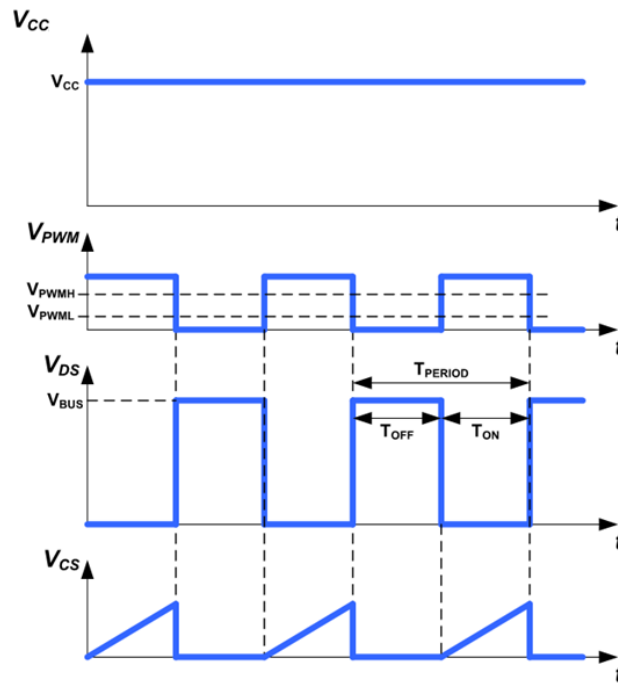 VCC
VCC
t
VPWM
VPWMH
VPWML
t
VDS
TPERIOD
VBUS
TOFF TON
t
VCS
t